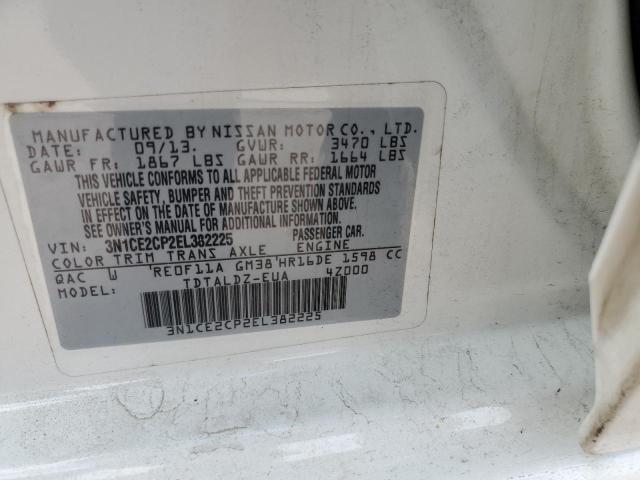 MANUFACTURED BY NISSAN MOTOR CO., LTD.
DATE: 09/13. GVWR: 3470 LBS
GAWR FR: 1867 LBS GAWR RR: 1664 LBS
THIS VEHICLE CONFORMS TO ALL APPLICABLE FEDERAL MOTOR
VEHICLE SAFETY, BUMPER AND THEFT PREVENTION STANDARDS
IN EFFECT ON THE DATE OF MANUFACTURE SHOWN ABOVE.
SEE OWNER'S MANUAL FOR ADDITIONAL INFORMATION.
VIN: 3N1CE2CP2EL382225 PASSENGER CAR.
COLOR TRIM TRANS AXLE ENGINE
QAC W 'RE0F11A GM38'HR16DE 1598 CC
MODEL: TDTALDZ-EUA 4Z000
3N1CE2CP2EL382225